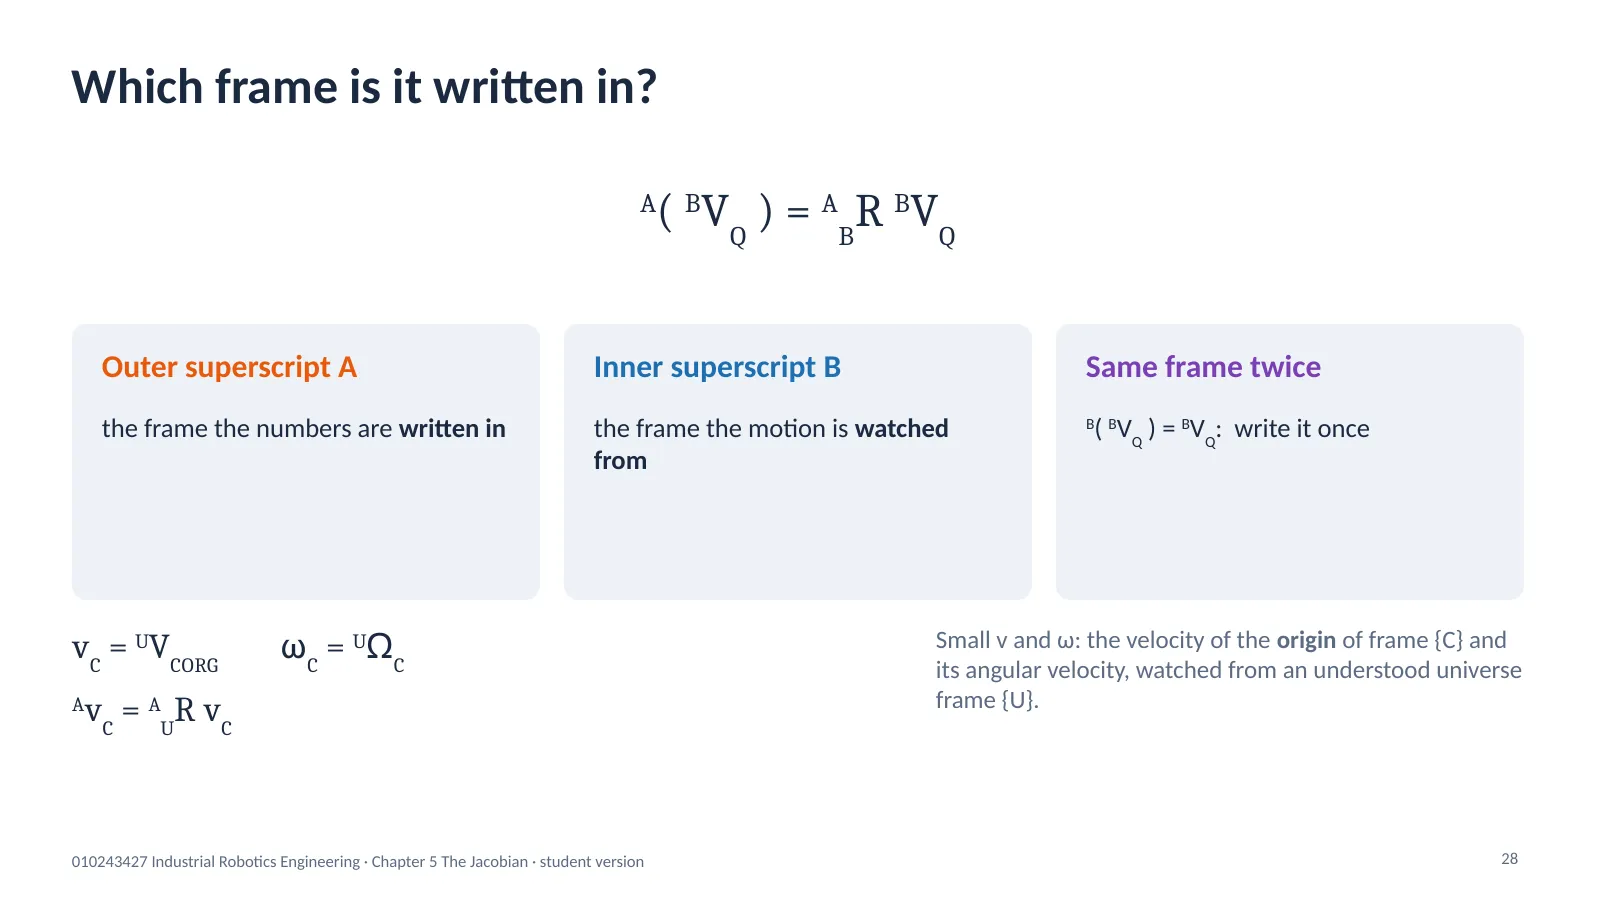 Which frame is it written in?
A( BVQ ) = ABR BVQ
Outer superscript A
the frame the numbers are written in
Inner superscript B
the frame the motion is watched
from
Same frame twice
B( BVQ ) = BVQ: write it once
vC = UVCORG ωC = UΩC
AvC = AUR vC
Small v and ω: the velocity of the origin of frame {C} and
its angular velocity, watched from an understood universe
frame {U}.
010243427 Industrial Robotics Engineering · Chapter 5 The Jacobian · student version
28